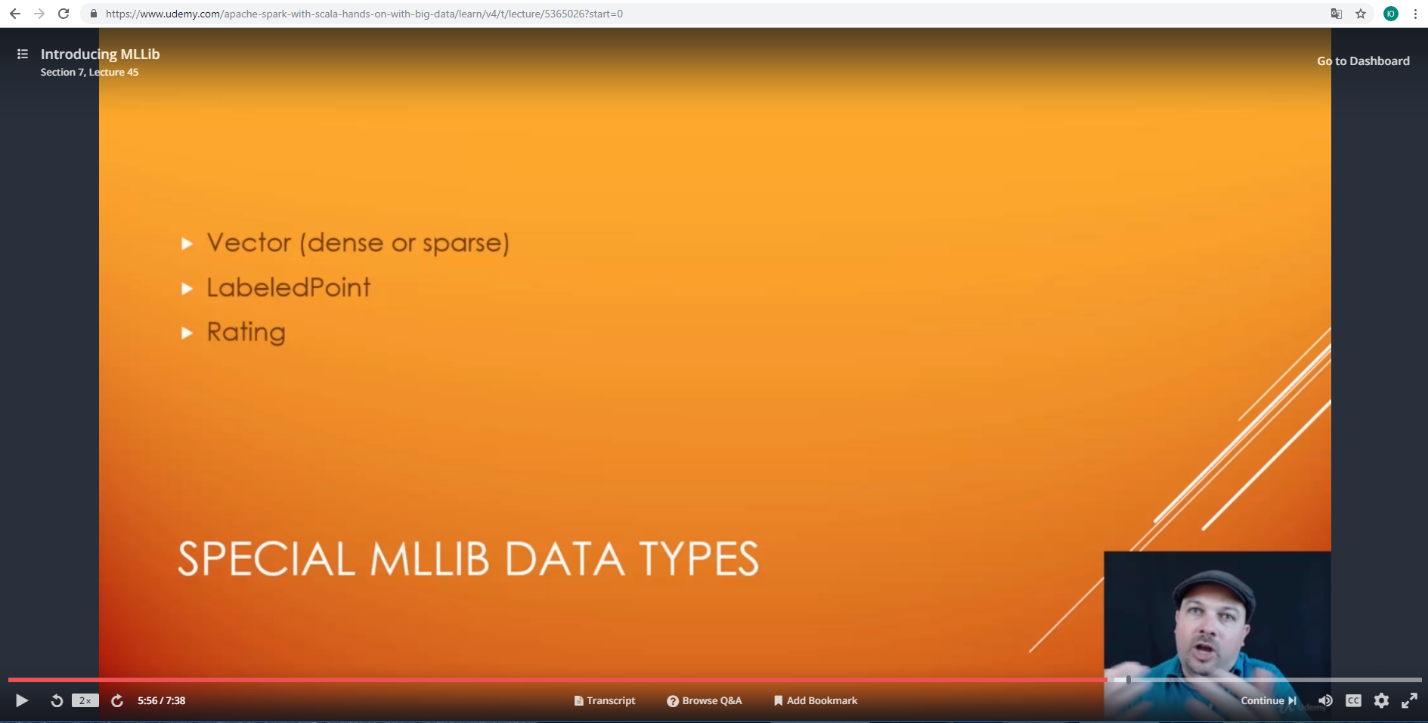 https://www.udemy.com/apache-spark-with-scala-hands-on-with-big-data/learn/v4/t/lecture/5365026?start=0
Introducing MLLib
Section 7, Lecture 45
Go to Dashboard
Vector (dense or sparse)
LabeledPoint
Rating
SPECIAL MLLIB DATA TYPES
2×
5:56 / 7:38
Transcript
Browse Q&A
Add Bookmark
Continue
CC